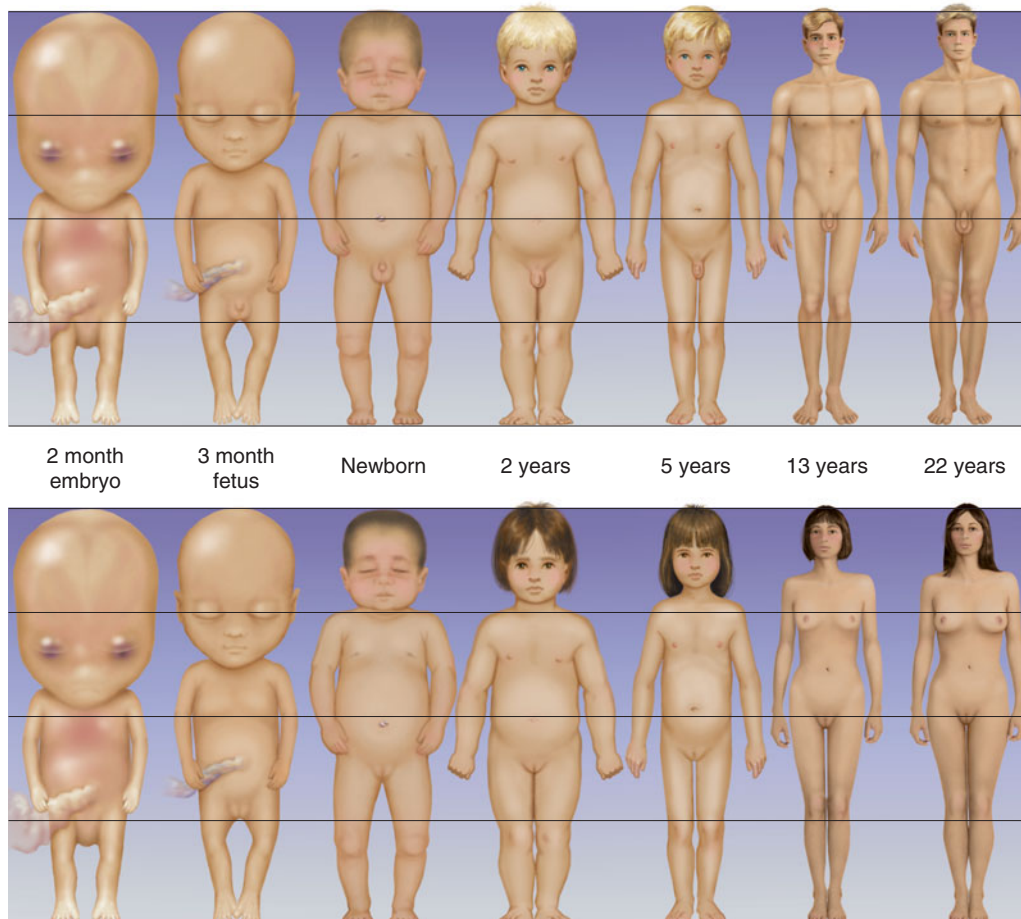 2 month embryo
3 month fetus
Newborn
2 years
5 years
13 years
22 years